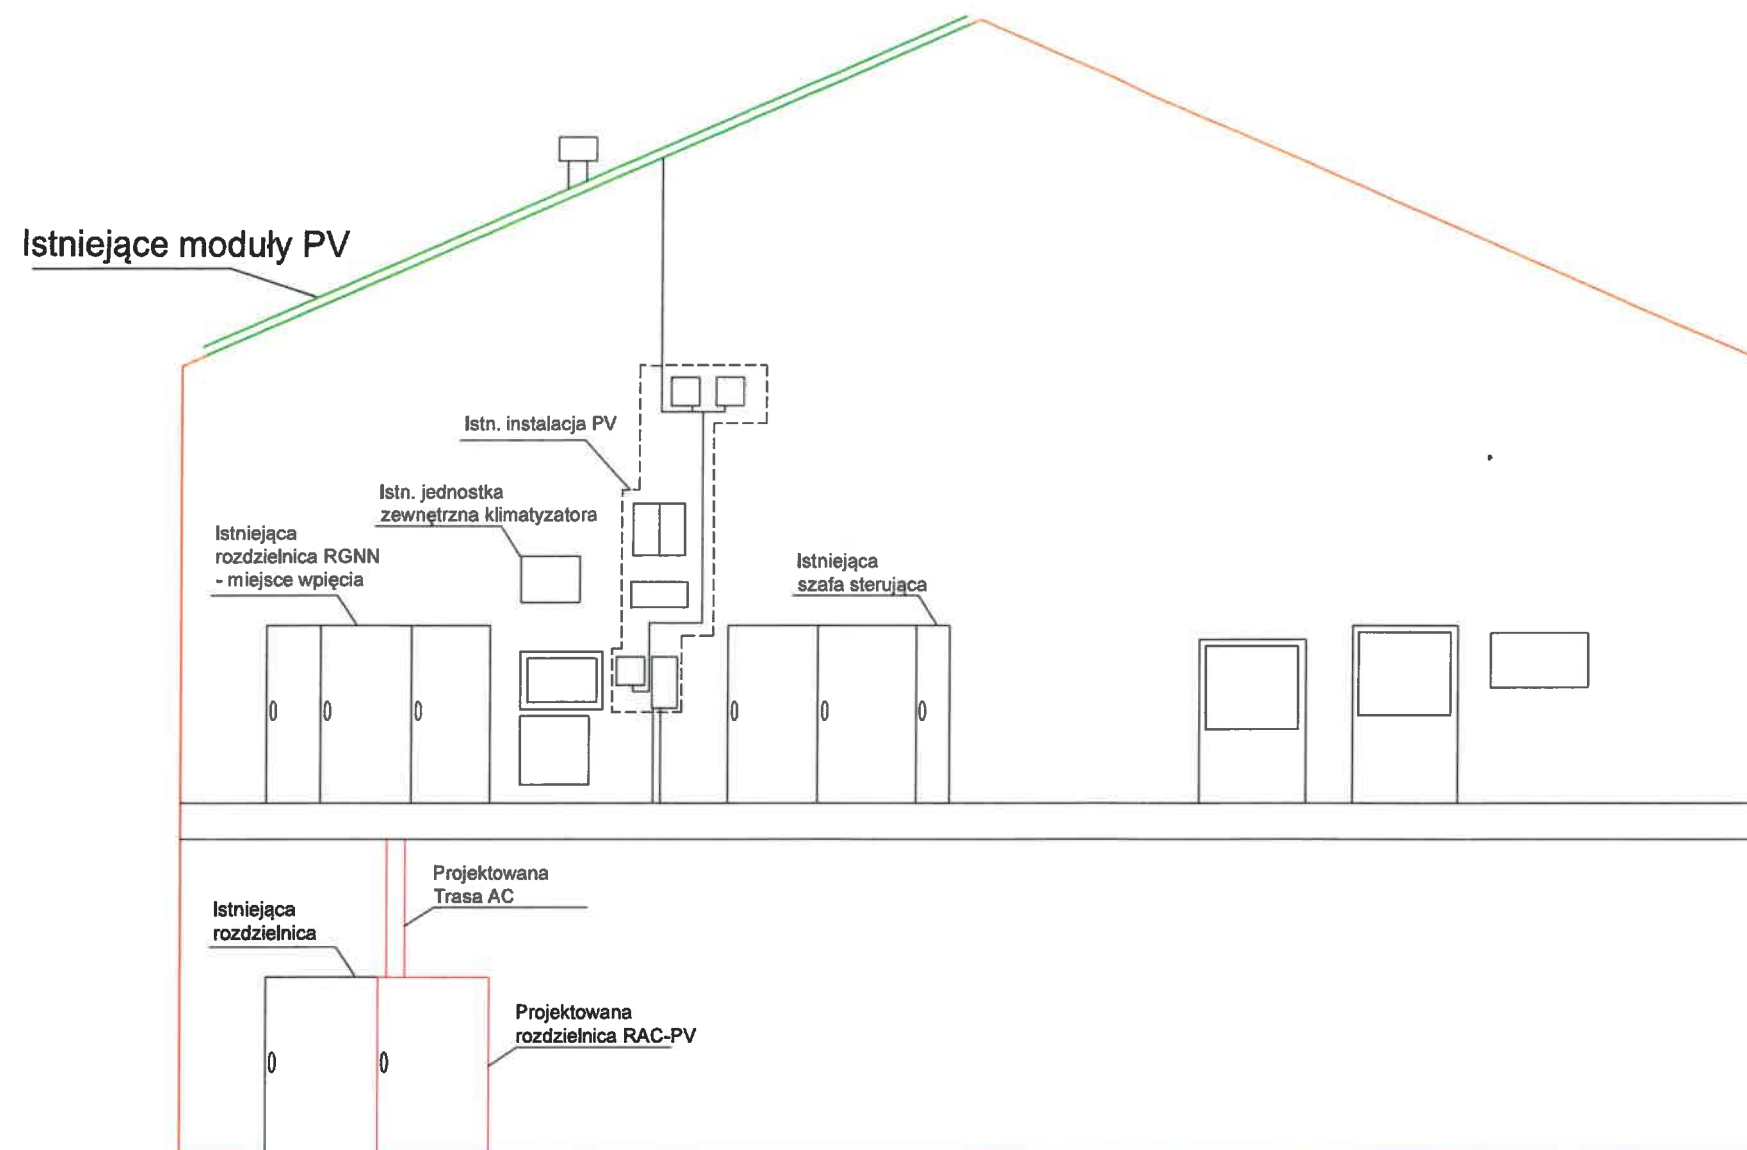 Istniejące moduły PV
Istn. instalacja PV
Istn. jednostka
zewnętrzna klimatyzatora
Istniejąca
rozdzielnica RGNN
- miejsce wpięcia
Istniejąca
szafa sterująca
Projektowana
Trasa AC
Istniejąca
rozdzielnica
Projektowana
rozdzielnica RAC-PV